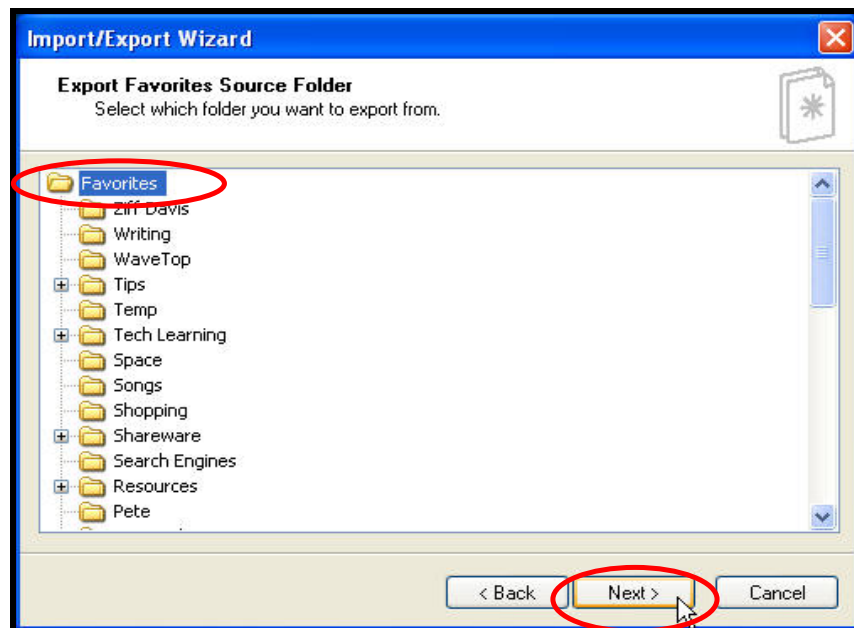 Import/Export Wizard
Export Favorites Source Folder
Select which folder you want to export from.
Favorites
Ziff Davis
Writing
WaveTop
Tips
Temp
Tech Learning
Space
Songs
Shopping
Shareware
Search Engines
Resources
Pete
< Back Next > Cancel